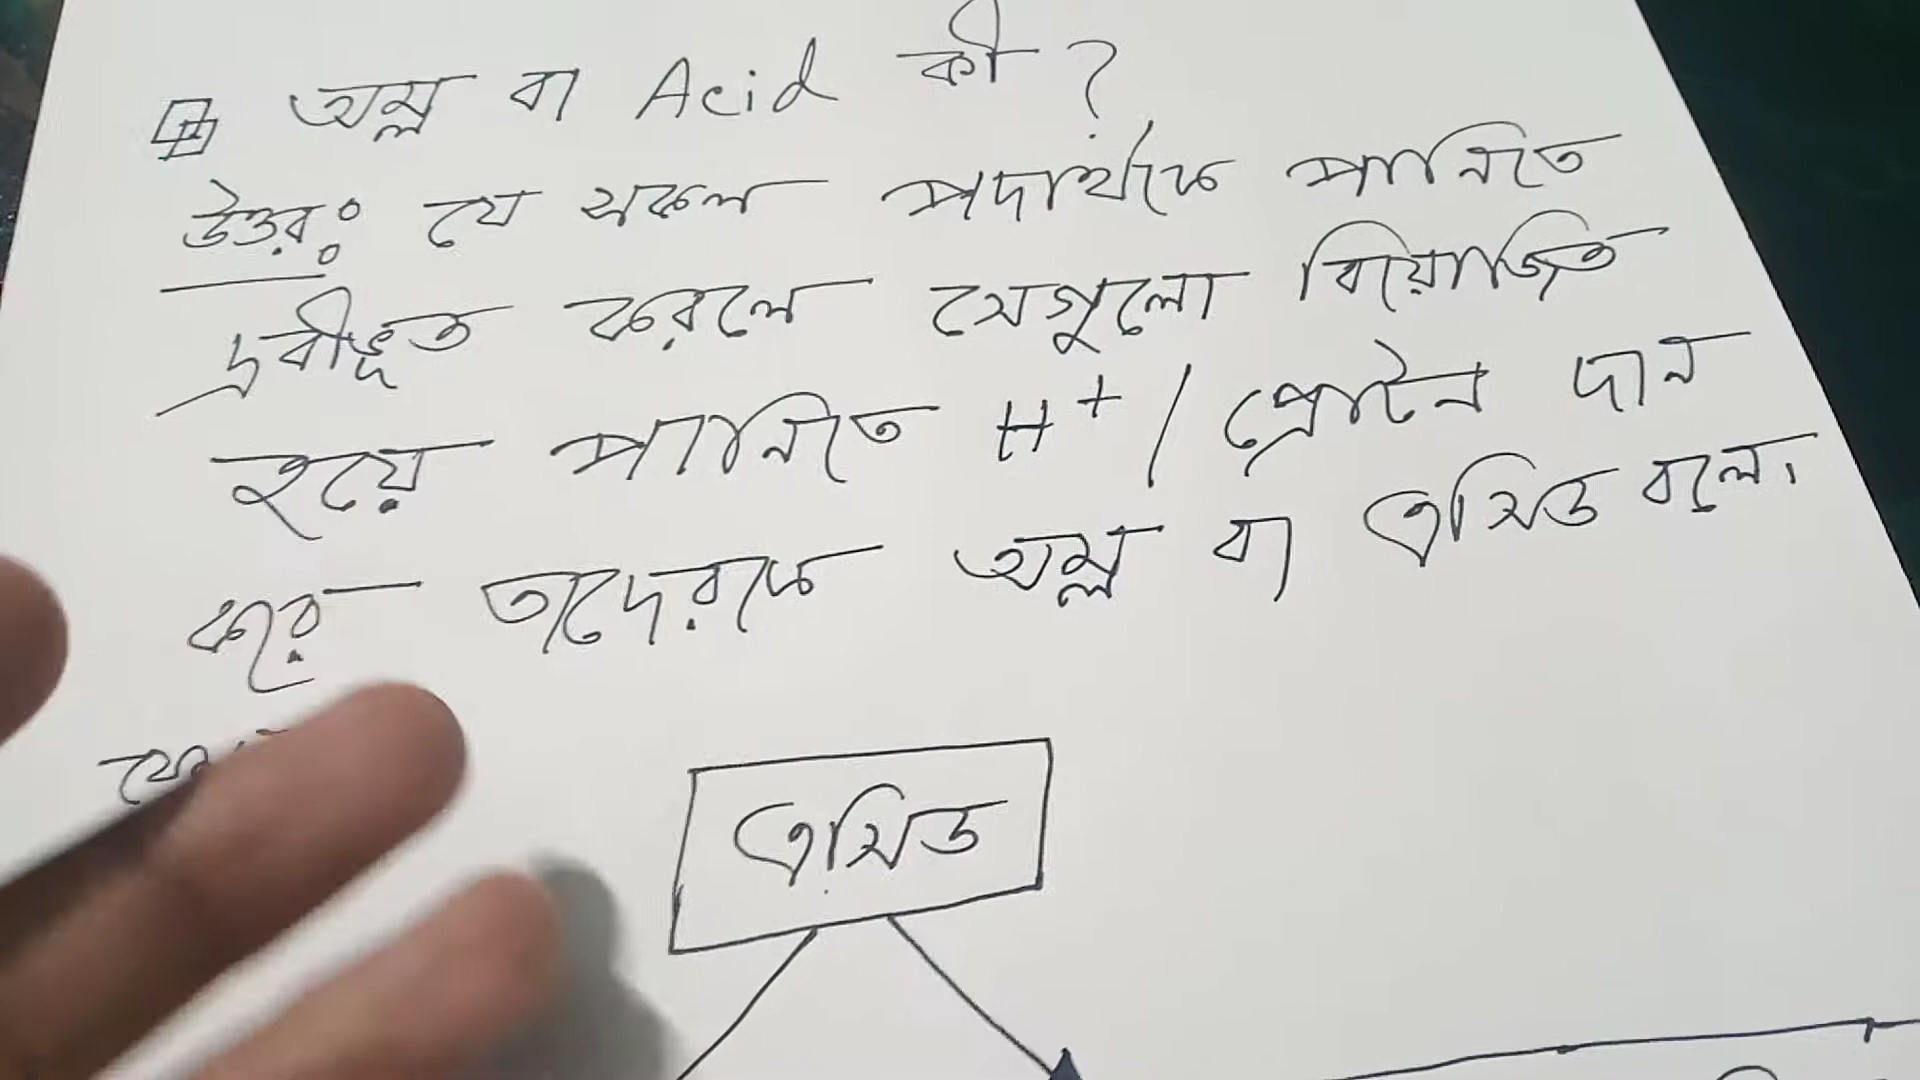 অম্ল বা Acid কী?
উত্তর: যে সকল পদার্থকে পানিতে
দ্রবীভূত করলে সেগুলো বিয়োজিত
হয়ে পানিতে H⁺ / প্রোটন দান
করে তাদেরকে অম্ল বা এসিড বলে।
এসিড